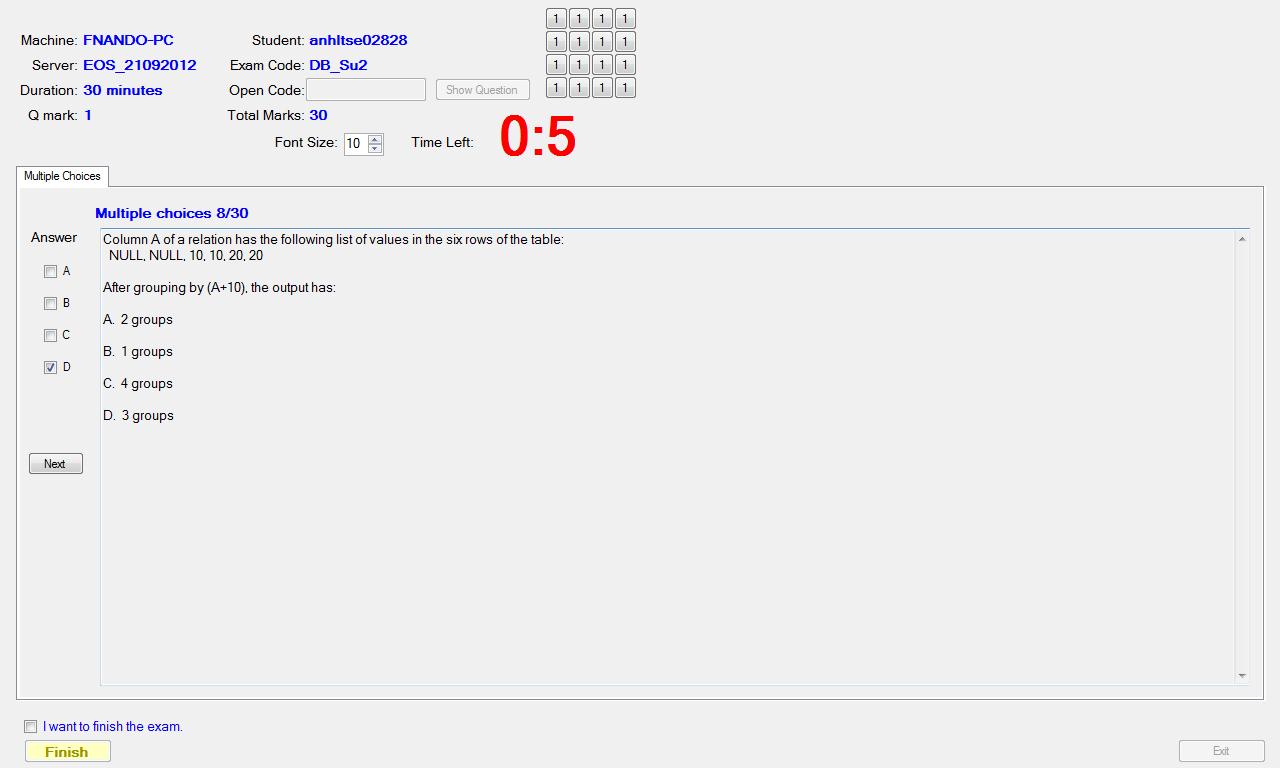 Machine: FNANDO-PC Student: anhltse02828
Server: EOS_21092012 Exam Code: DB_Su2
Duration: 30 minutes Open Code: Show Question
Q mark: 1 Total Marks: 30
1 1 1 1
1 1 1 1
1 1 1 1
1 1 1 1
Font Size: 10 Time Left: 0:5
Multiple Choices
Multiple choices 8/30
Answer
A
B
C
D
Next
Column A of a relation has the following list of values in the six rows of the table:
NULL, NULL, 10, 10, 20, 20
After grouping by (A+10), the output has:
A. 2 groups
B. 1 groups
C. 4 groups
D. 3 groups
I want to finish the exam.
Finish Exit